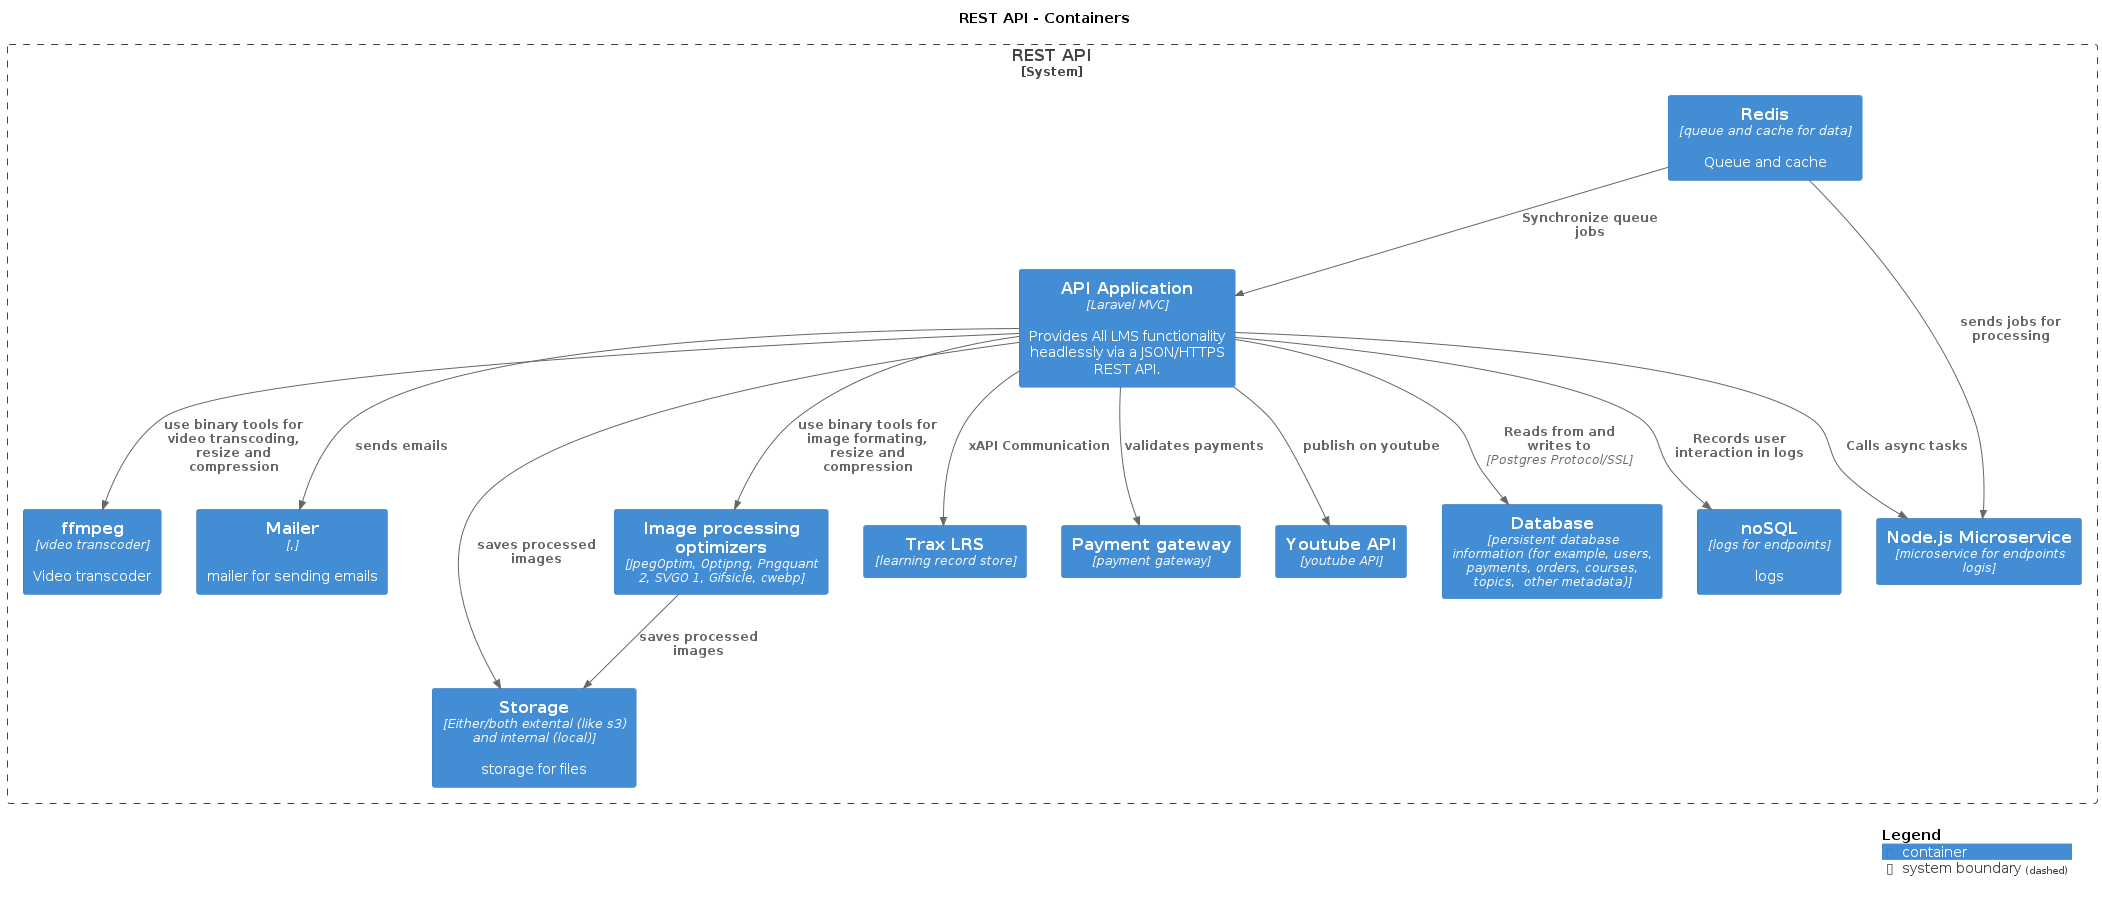 REST API - Containers
REST API
[System]
Redis
[queue and cache for data]
Queue and cache
Synchronize queue
jobs
API Application
[Laravel MVC]
Provides All LMS functionality
headlessly via a JSON/HTTPS
REST API.
sends jobs for
processing
use binary tools for
video transcoding,
resize and
compression
sends emails
use binary tools for
image formating,
resize and
compression
xAPI Communication
validates payments
publish on youtube
Reads from and
writes to
[Postgres Protocol/SSL]
Records user
interaction in logs
Calls async tasks
ffmpeg
[video transcoder]
Video transcoder
Mailer
[,]
mailer for sending emails
saves processed
images
Image processing
optimizers
[JpegOptim, Optipng, Pngquant
2, SVGO 1, Gifsicle, cwebp]
Trax LRS
[learning record store]
Payment gateway
[payment gateway]
Youtube API
[youtube API]
Database
[persistent database
information (for example, users,
payments, orders, courses,
topics,  other metadata)]
noSQL
[logs for endpoints]
logs
Node.js Microservice
[microservice for endpoints
logis]
saves processed
images
Storage
[Either/both extental (like s3)
and internal (local)]
storage for files
Legend
container
system boundary (dashed)